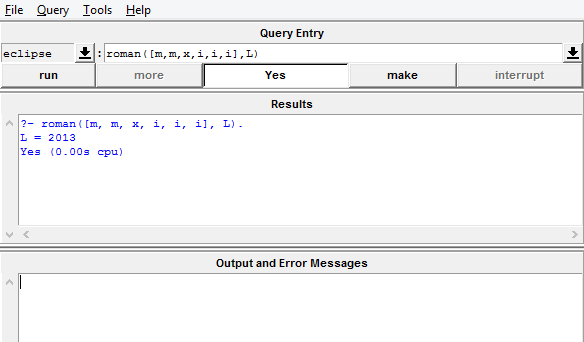 File Query Tools Help
Query Entry
eclipse : roman([m,m,x,i,i,i],L)
run more Yes make interrupt
Results
?- roman([m, m, x, i, i, i], L).
L = 2013
Yes (0.00s cpu)
Output and Error Messages